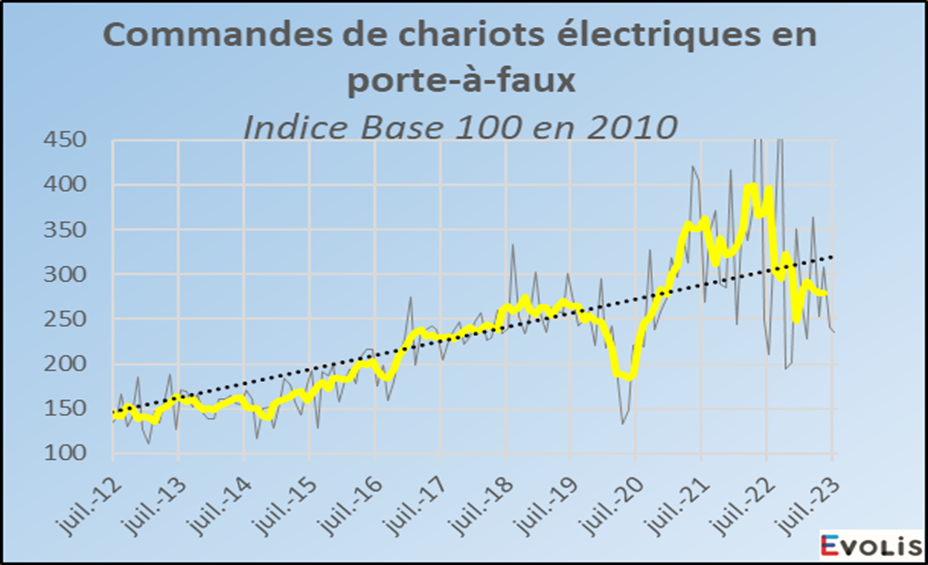 Commandes de chariots électriques en
porte-à-faux
Indice Base 100 en 2010
450
400
350
300
250
200
150
100
juil.-12
juil.-13
juil.-14
juil.-15
juil.-16
juil.-17
juil.-18
juil.-19
juil.-20
juil.-21
juil.-22
juil.-23
EVOLIS